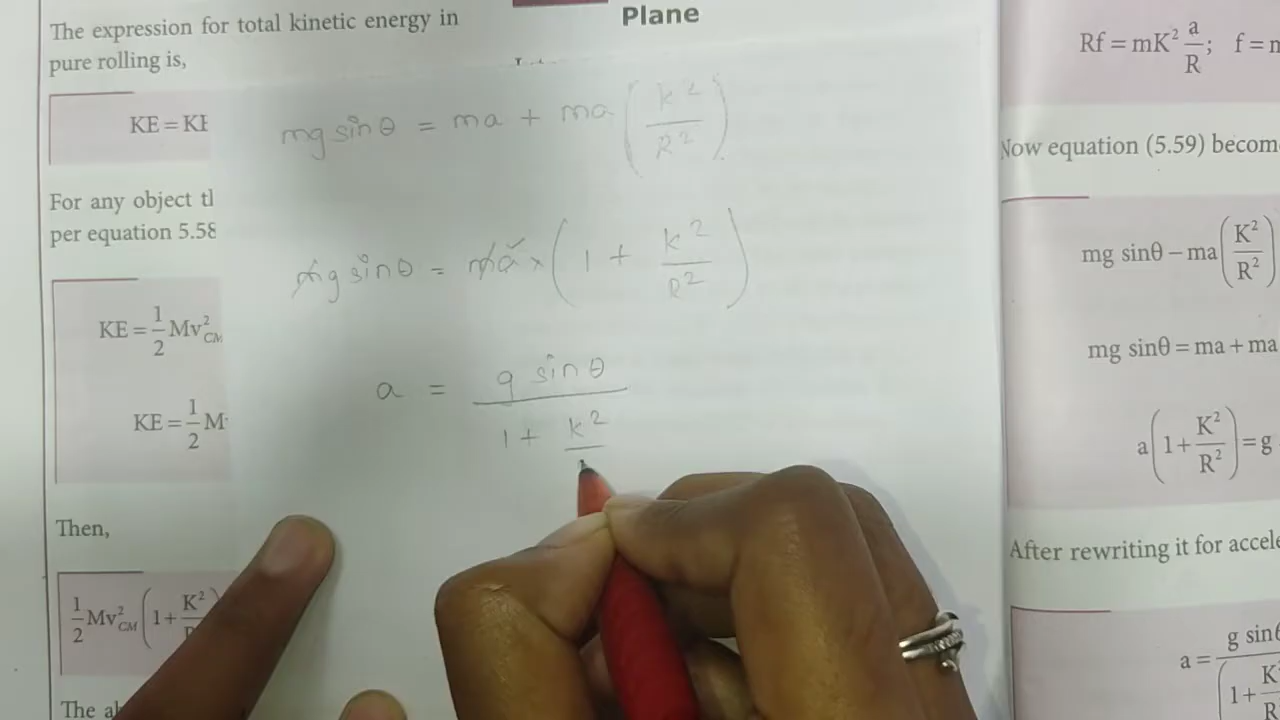 The expression for total kinetic energy in
pure rolling is,
KE = KE
For any object
per equation 5.58
KE = 1/2 Mv²CM
KE = 1/2 M
Then,
1/2 Mv²CM (1 + K²
The
Plane
mg sinθ = ma + ma (k²/R²)
mg sinθ = ma × (1 + k²/R²)
a = g sinθ / 1 + k²/
Rf = mK² a/R; f =
Now equation (5.59) becom
mg sinθ − ma (K²/R²)
mg sinθ = ma + ma
a (1 + K²/R²) = g
After rewriting it for accele
a = g sinθ / (1 + K²/R